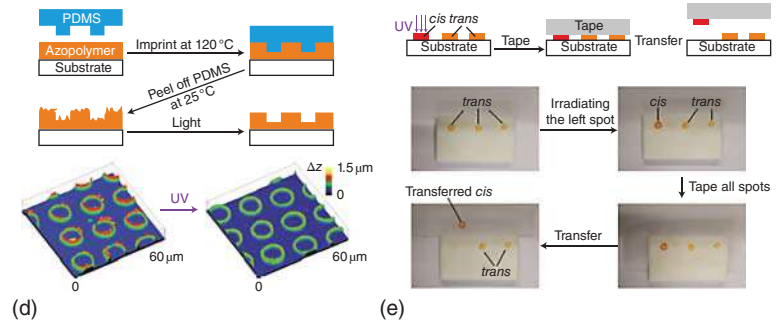 PDMS
Azopolymer
Substrate
Imprint at 120 °C
Peel off PDMS
at 25 °C
Light
Δz
1.5 μm
0
UV
60 μm
0
60 μm
0
(d)
UV
cis trans
Substrate
Tape
Tape
Substrate
Transfer
Substrate
trans
Irradiating
the left spot
cis
trans
Tape all spots
Transferred cis
trans
Transfer
(e)